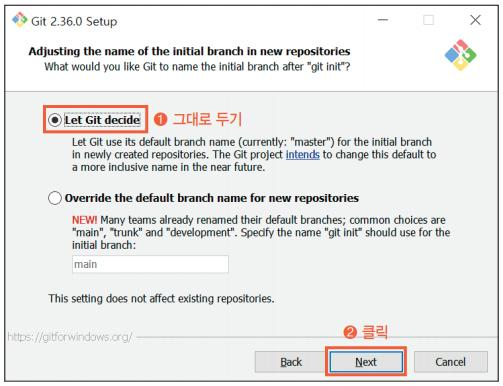 Git 2.36.0 Setup
Adjusting the name of the initial branch in new repositories
What would you like Git to name the initial branch after "git init"?
Let Git decide ❶ 그대로 두기
Let Git use its default branch name (currently: "master") for the initial branch
in newly created repositories. The Git project intends to change this default to
a more inclusive name in the near future.
Override the default branch name for new repositories
NEW! Many teams already renamed their default branches; common choices are
"main", "trunk" and "development". Specify the name "git init" should use for the
initial branch:
main
This setting does not affect existing repositories.
❷ 클릭
https://gitforwindows.org/
Back Next Cancel